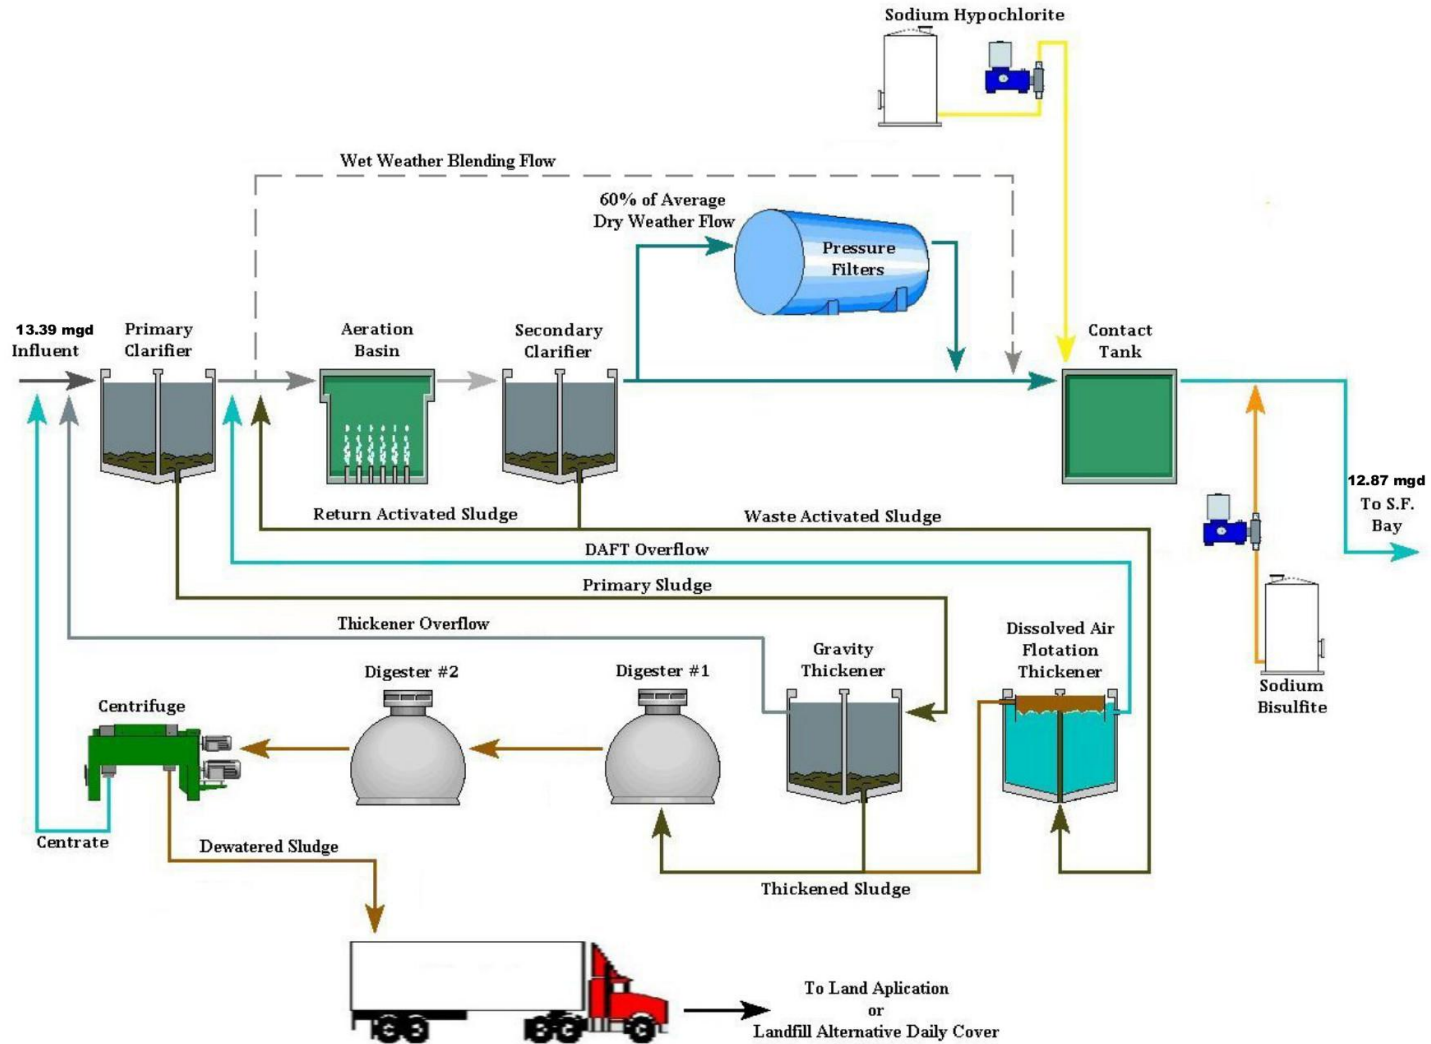 Sodium Hypochlorite
Wet Weather Blending Flow
60% of Average
Dry Weather Flow
Pressure
Filters
13.39 mgd
Influent
Primary
Clarifier
Aeration
Basin
Secondary
Clarifier
Contact
Tank
12.87 mgd
To S.F.
Bay
Return Activated Sludge
Waste Activated Sludge
DAFT Overflow
Primary Sludge
Thickener Overflow
Gravity
Thickener
Dissolved Air
Flotation
Thickener
Sodium
Bisulfite
Digester #2
Digester #1
Centrifuge
Centrate
Dewatered Sludge
Thickened Sludge
To Land Aplication
or
Landfill Alternative Daily Cover